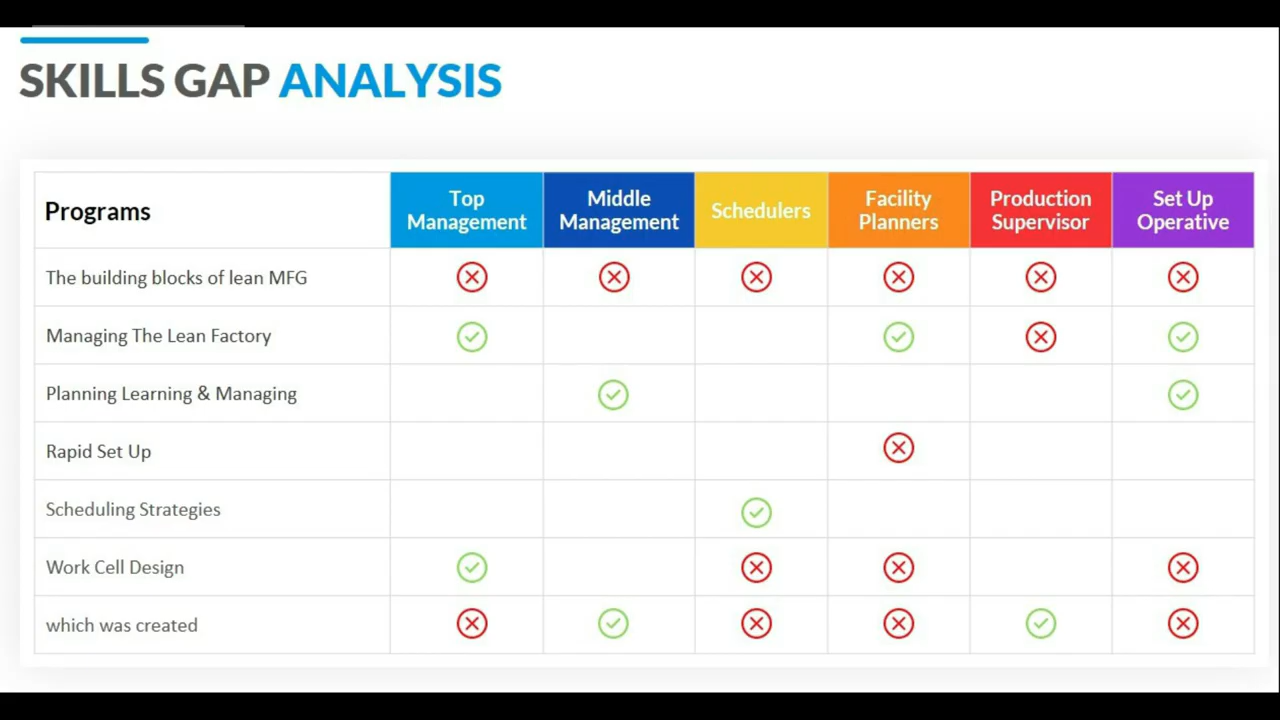 SKILLS GAP ANALYSIS
Programs
Top
Management
Middle
Management
Schedulers
Facility
Planners
Production
Supervisor
Set Up
Operative
The building blocks of lean MFG
Managing The Lean Factory
Planning Learning & Managing
Rapid Set Up
Scheduling Strategies
Work Cell Design
which was created